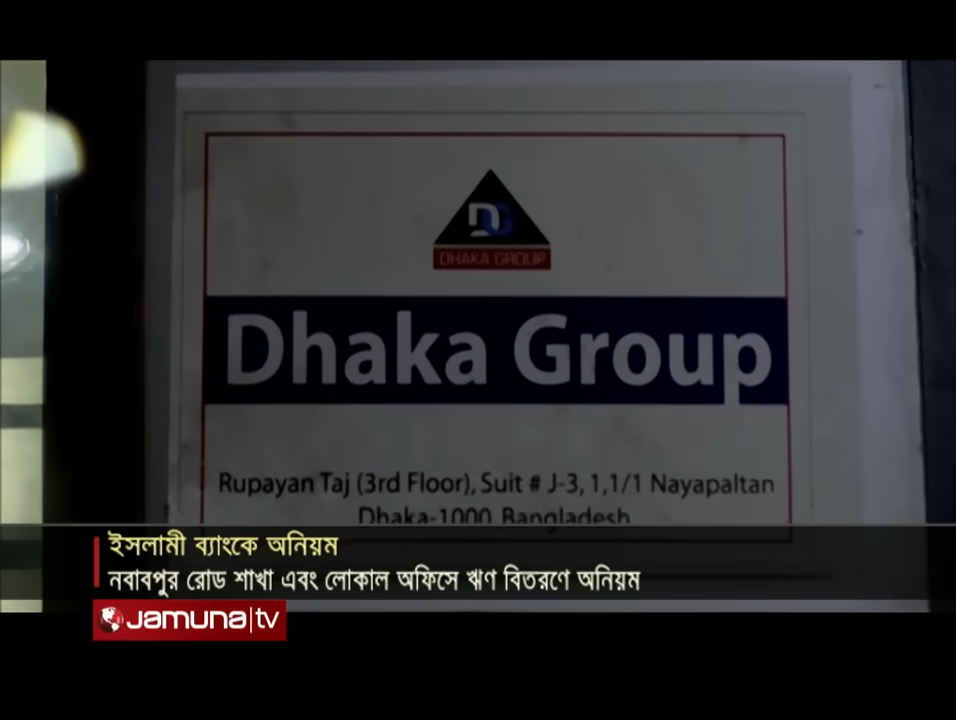 DG
DHAKA GROUP
Dhaka Group
Rupayan Taj (3rd Floor), Suit # J-3, 1,1/1 Nayapaltan
Dhaka-1000 Bangladesh
ইসলামী ব্যাংকে অনিয়ম
নবাবপুর রোড শাখা এবং লোকাল অফিসে ঋণ বিতরণে অনিয়ম
Jamuna|tv